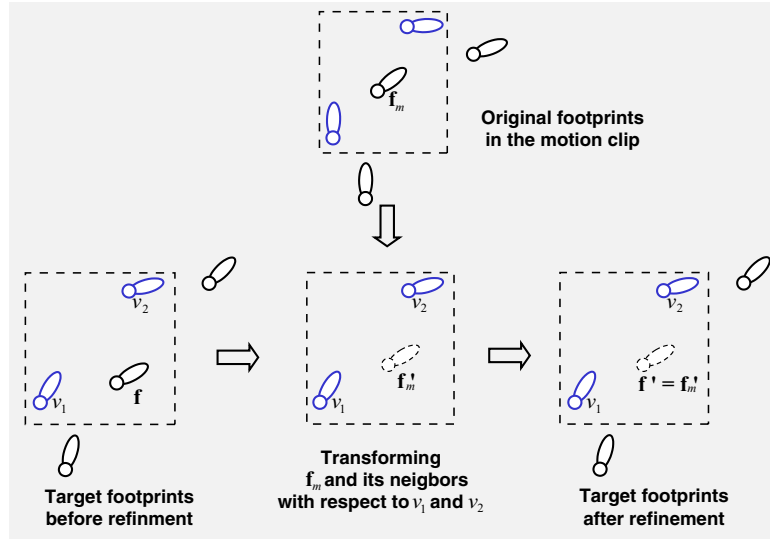 f_m
Original footprints
in the motion clip
v_2
v_1
f
Target footprints
before refinment
v_2
v_1
f_m'
Transforming
f_m and its neigbors
with respect to v_1 and v_2
v_2
v_1
f ' = f_m'
Target footprints
after refinement